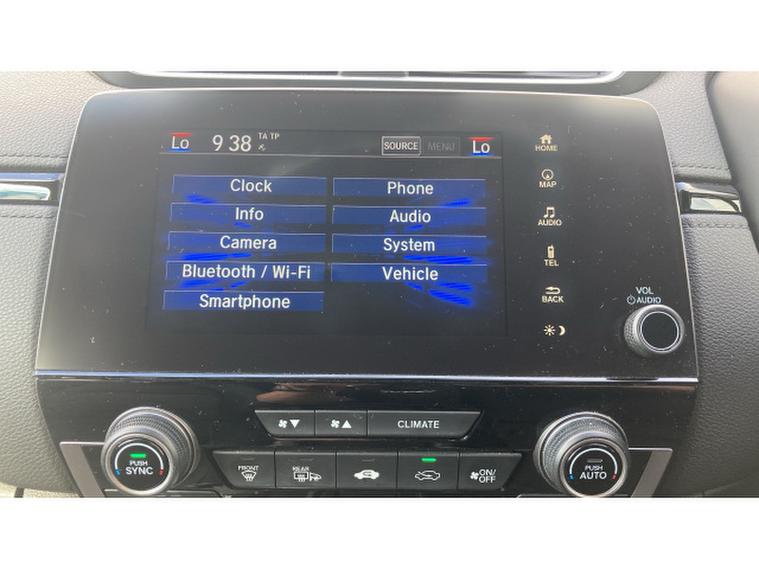 Lo 9 38 TA TP SOURCE MENU Lo
Clock Phone
Info Audio
Camera System
Bluetooth / Wi-Fi Vehicle
Smartphone
HOME
MAP
AUDIO
TEL
BACK
VOL
AUDIO
CLIMATE
PUSH
SYNC
FRONT
REAR
ON/
OFF
PUSH
AUTO